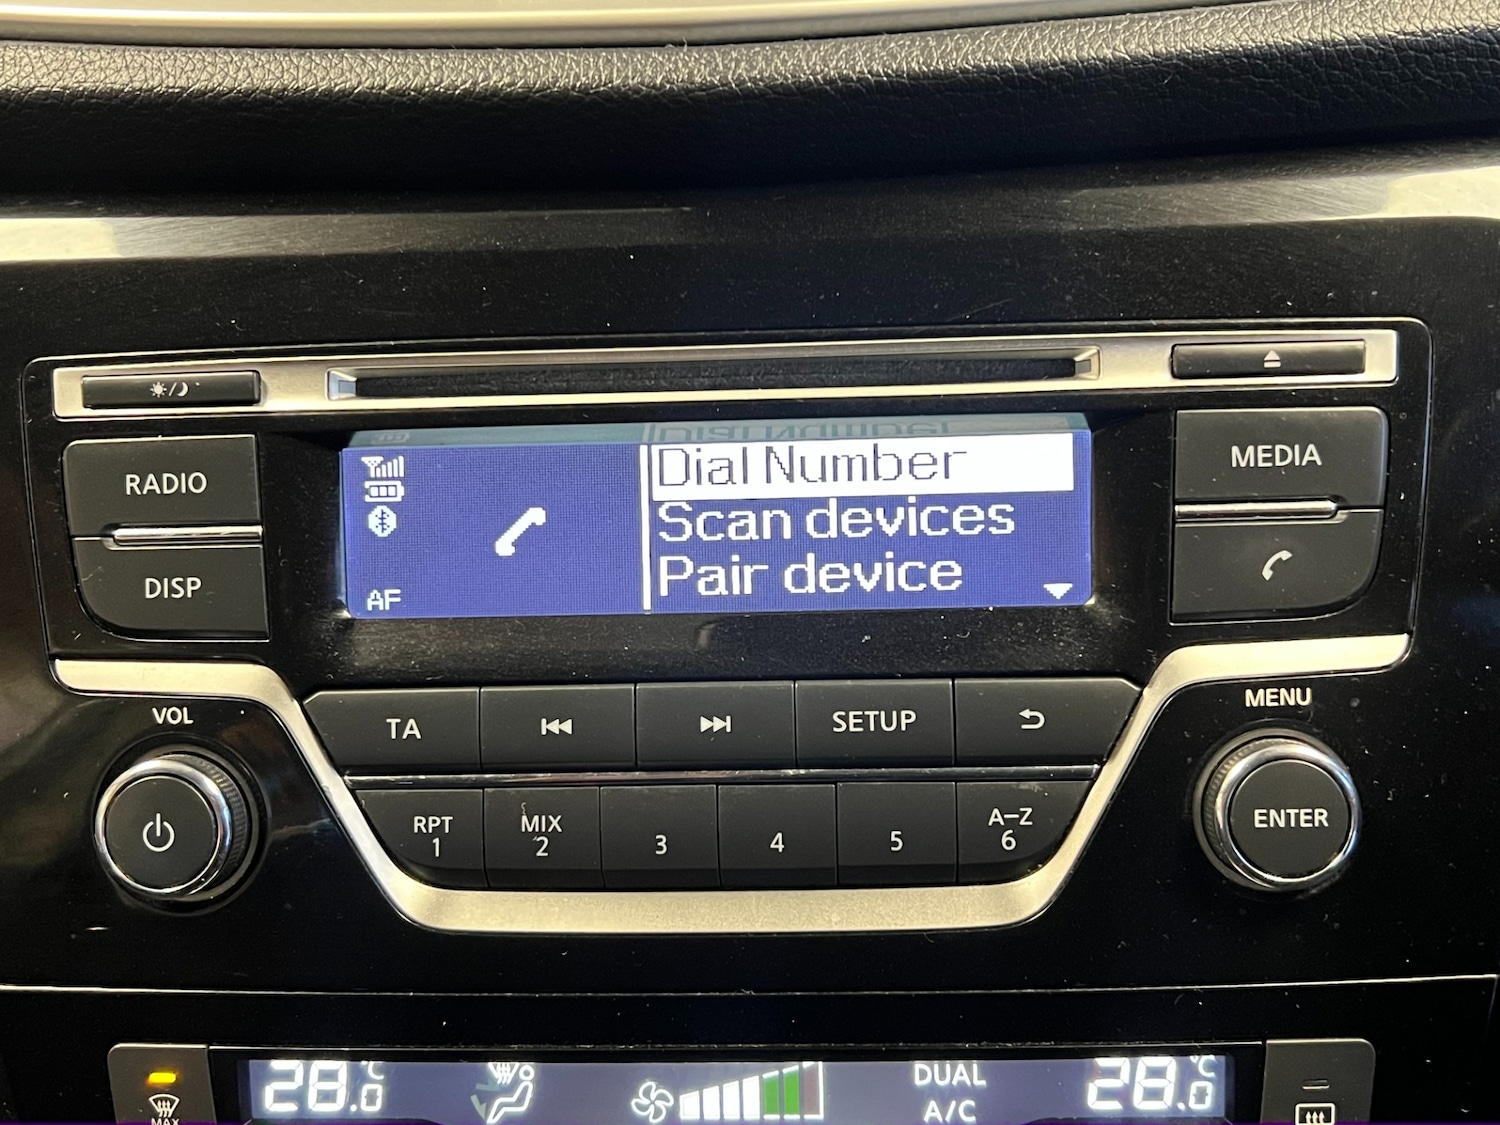 RADIO
DISP
AF
Dial Number
Scan devices
Pair device
MEDIA
VOL
TA
SETUP
MENU
ENTER
RPT
1
MIX
2
3
4
5
A-Z
6
28.0 °C
DUAL
A/C
28.0 °C
MAX